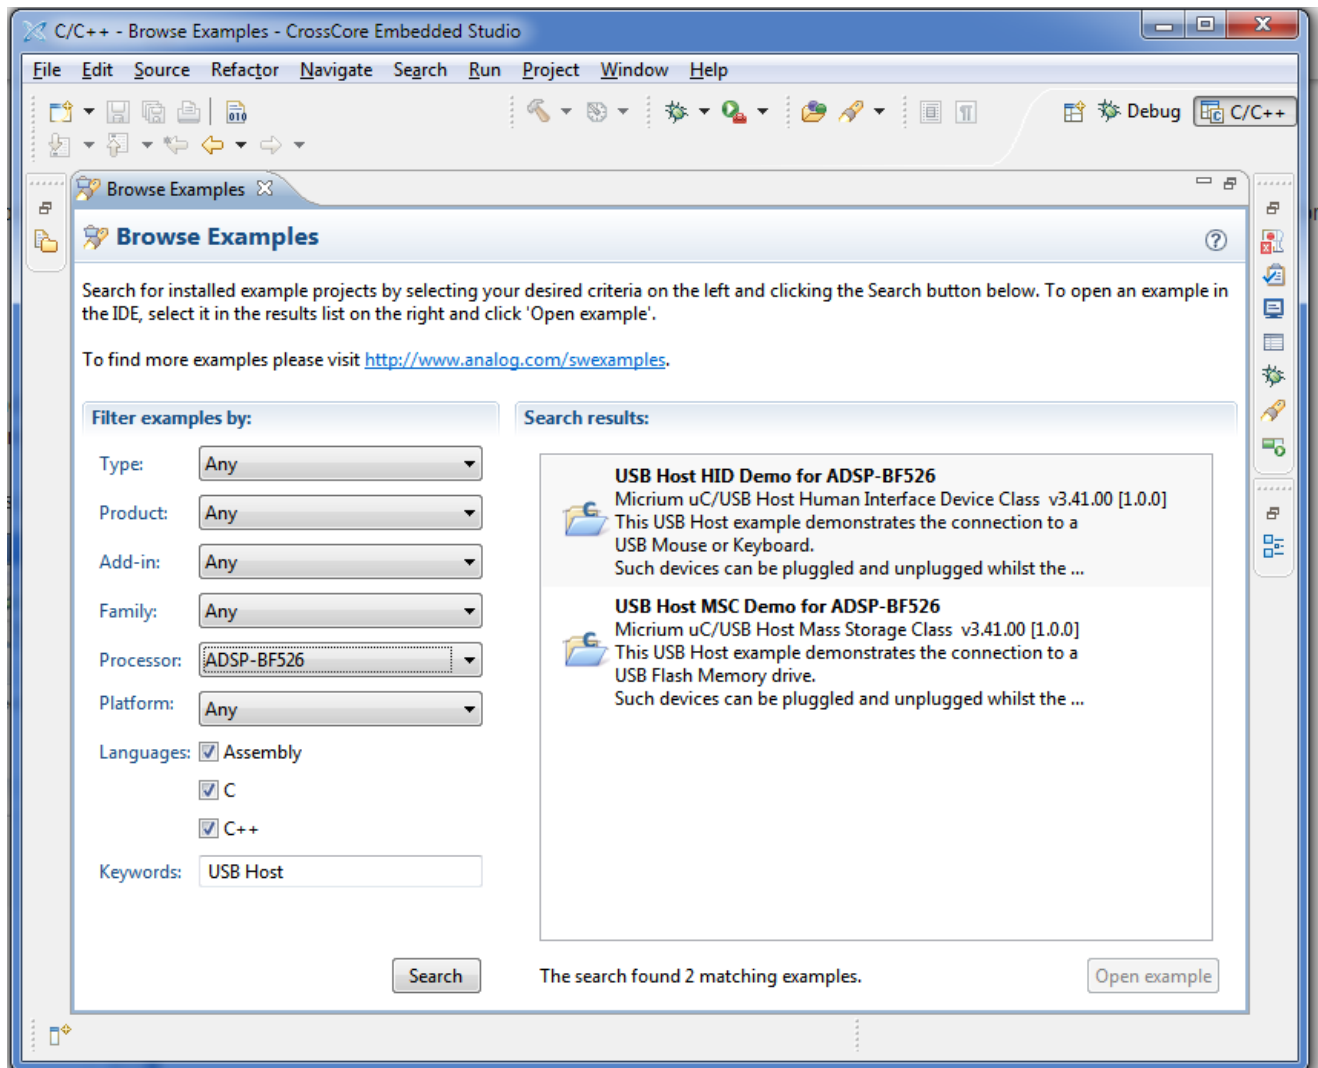 C/C++ - Browse Examples - CrossCore Embedded Studio
File Edit Source Refactor Navigate Search Run Project Window Help
010
Debug C/C++
Browse Examples
Browse Examples
Search for installed example projects by selecting your desired criteria on the left and clicking the Search button below. To open an example in
the IDE, select it in the results list on the right and click 'Open example'.
To find more examples please visit http://www.analog.com/swexamples.
Filter examples by:
Type: Any
Product: Any
Add-in: Any
Family: Any
Processor: ADSP-BF526
Platform: Any
Languages: Assembly
C
C++
Keywords: USB Host
Search
Search results:
USB Host HID Demo for ADSP-BF526
Micrium uC/USB Host Human Interface Device Class v3.41.00 [1.0.0]
This USB Host example demonstrates the connection to a
USB Mouse or Keyboard.
Such devices can be pluggled and unplugged whilst the ...
USB Host MSC Demo for ADSP-BF526
Micrium uC/USB Host Mass Storage Class v3.41.00 [1.0.0]
This USB Host example demonstrates the connection to a
USB Flash Memory drive.
Such devices can be pluggled and unplugged whilst the ...
The search found 2 matching examples.
Open example